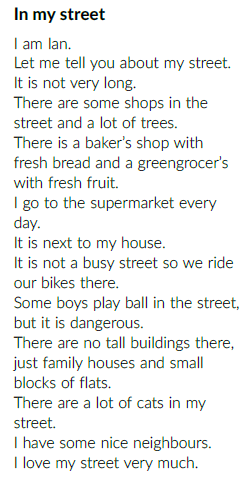 In my street
I am Ian.
Let me tell you about my street.
It is not very long.
There are some shops in the
street and a lot of trees.
There is a baker's shop with
fresh bread and a greengrocer's
with fresh fruit.
I go to the supermarket every
day.
It is next to my house.
It is not a busy street so we ride
our bikes there.
Some boys play ball in the street,
but it is dangerous.
There are no tall buildings there,
just family houses and small
blocks of flats.
There are a lot of cats in my
street.
I have some nice neighbours.
I love my street very much.